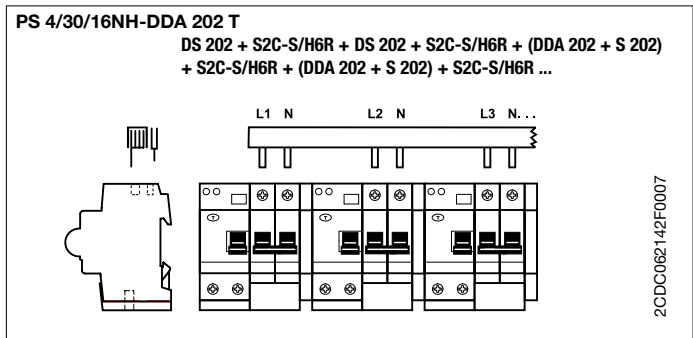 PS 4/30/16NH-DDA 202 T
DS 202 + S2C-S/H6R + DS 202 + S2C-S/H6R + (DDA 202 + S 202)
+ S2C-S/H6R + (DDA 202 + S 202) + S2C-S/H6R ...
L1 N L2 N L3 N. . .
T T T
2CDC062142F0007